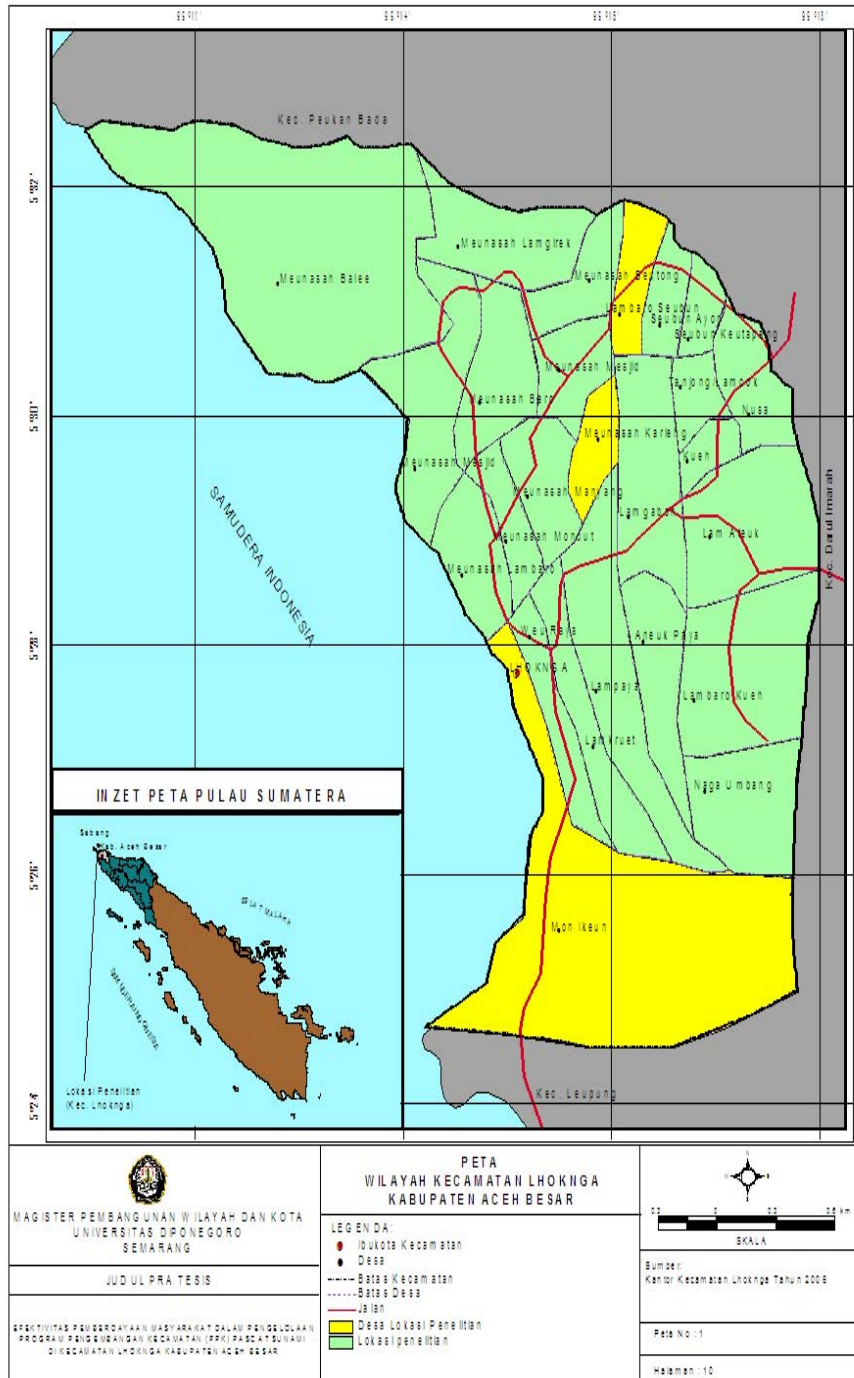 Kec. Peukan Bada
Meunasah Lamgirek
Meunasah Balee
Meunasah Beutong
Lambaro Seubun
Seubun Ayon
Seubun Keutapang
Meunasah Mesjid
Tanjong/Lampok
Meunasah Baro
Nusa
Meunasah Karieng
Kueh
Meunasah Mesjid
Meunasah Manyang
Lamgaboh
Lam Ateuk
Meunasah Moncut
Meunasah Lambaro
Kec. Darul Imarah
SAMUDERA INDONESIA
Weu Raya
Aneuk Paya
LHOKNGA
Lampaya
Lambaro Kueh
Lamkruet
Naga Umbang
Mon Ikeun
Kec. Leupung
INZET PETA PULAU SUMATERA
Sabang
Kab. Aceh Besar
Lokasi Penelitian
(Kec. Lhoknga)
MAGISTER PEMBANGUNAN WILAYAH DAN KOTA
UNIVERSITAS DIPONEGORO
SEMARANG
JUDUL PRA TESIS
EFEKTIVITAS PEMBERDAYAAN MASYARAKAT DALAM PENGELOLAAN
PROGRAM PENGEMBANGAN KECAMATAN (PPK) PASCA TSUNAMI
DI KECAMATAN LHOKNGA KABUPATEN ACEH BESAR
PETA
WILAYAH KECAMATAN LHOKNGA
KABUPATEN ACEH BESAR
LEGENDA:
Ibukota Kecamatan
Desa
Batas Kecamatan
Batas Desa
Jalan
Desa Lokasi Penelitian
Lokasi penelitian
SKALA
Sumber:
Kantor Kecamatan Lhoknga Tahun 2006
Peta No : 1
Halaman : 10